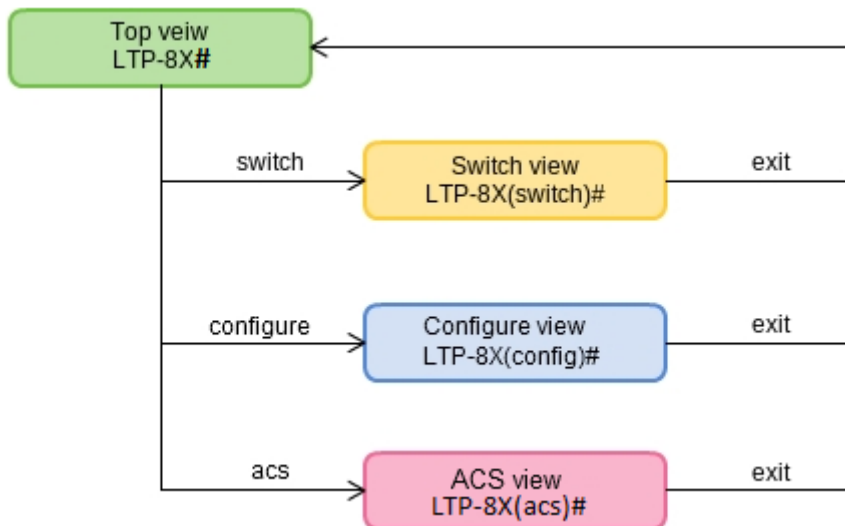 Top veiw
LTP-8X#
switch
Switch view
LTP-8X(switch)#
exit
configure
Configure view
LTP-8X(config)#
exit
acs
ACS view
LTP-8X(acs)#
exit